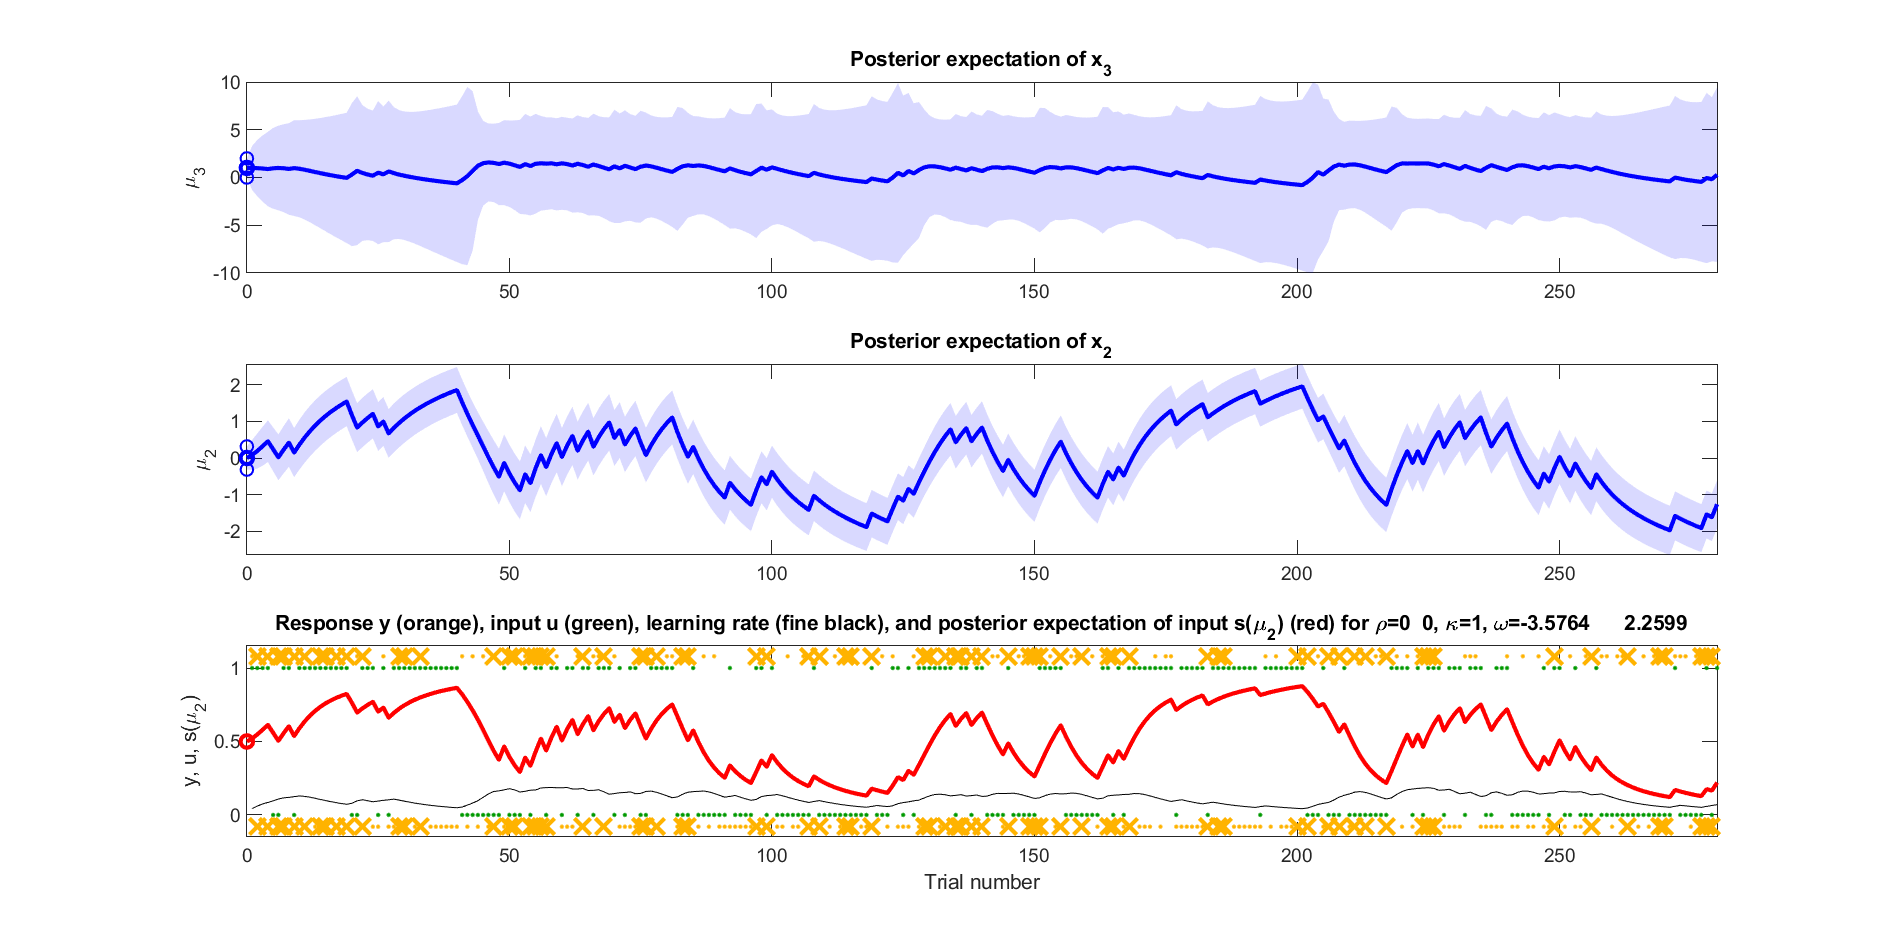 Posterior expectation of x3
10
5
0
-5
-10
μ3
0 50 100 150 200 250
Posterior expectation of x2
2
1
0
-1
-2
μ2
0 50 100 150 200 250
Response y (orange), input u (green), learning rate (fine black), and posterior expectation of input s(μ2) (red) for ρ=0 0, κ=1, ω=-3.5764 2.2599
1
0.5
0
y, u, s(μ2)
0 50 100 150 200 250
Trial number